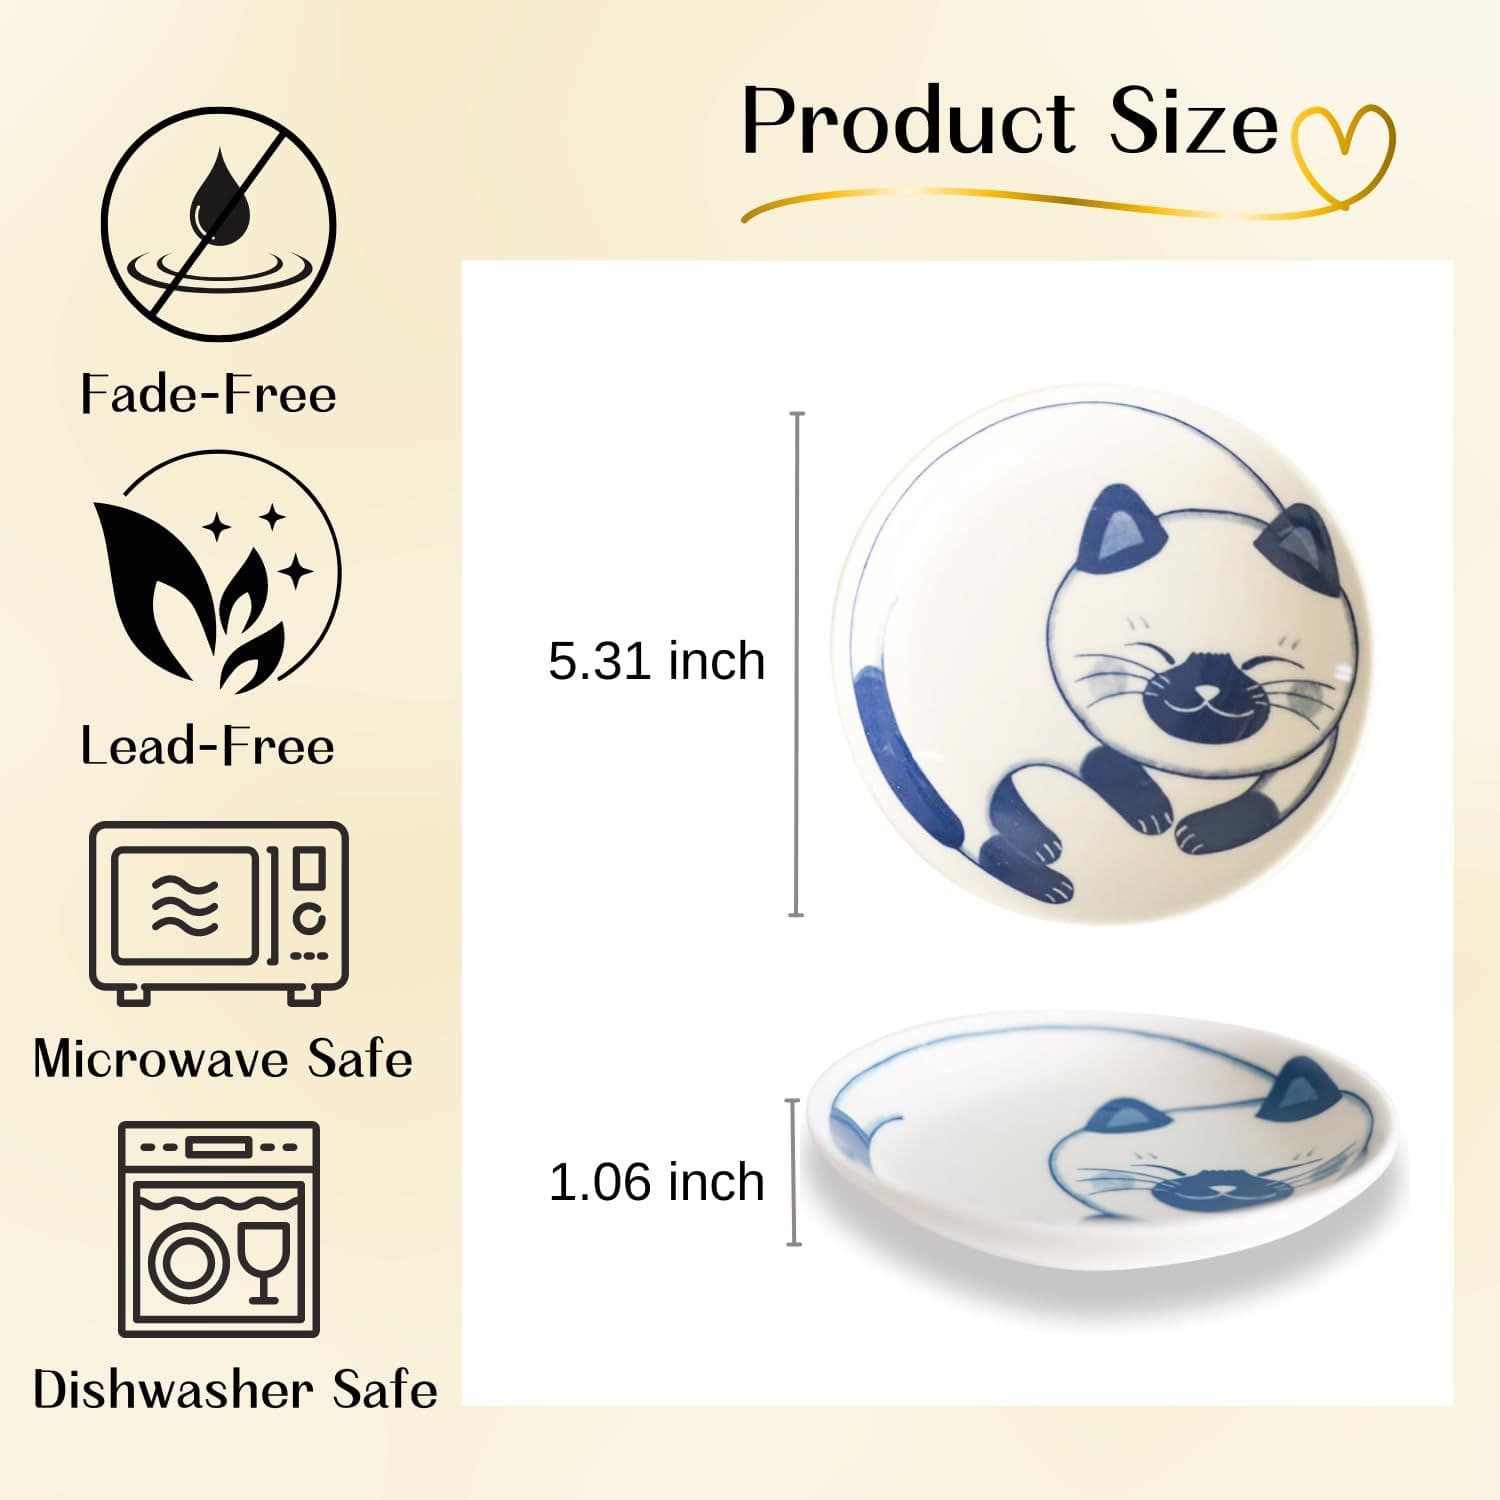 Product Size
Fade-Free
Lead-Free
Microwave Safe
Dishwasher Safe
5.31 inch
1.06 inch